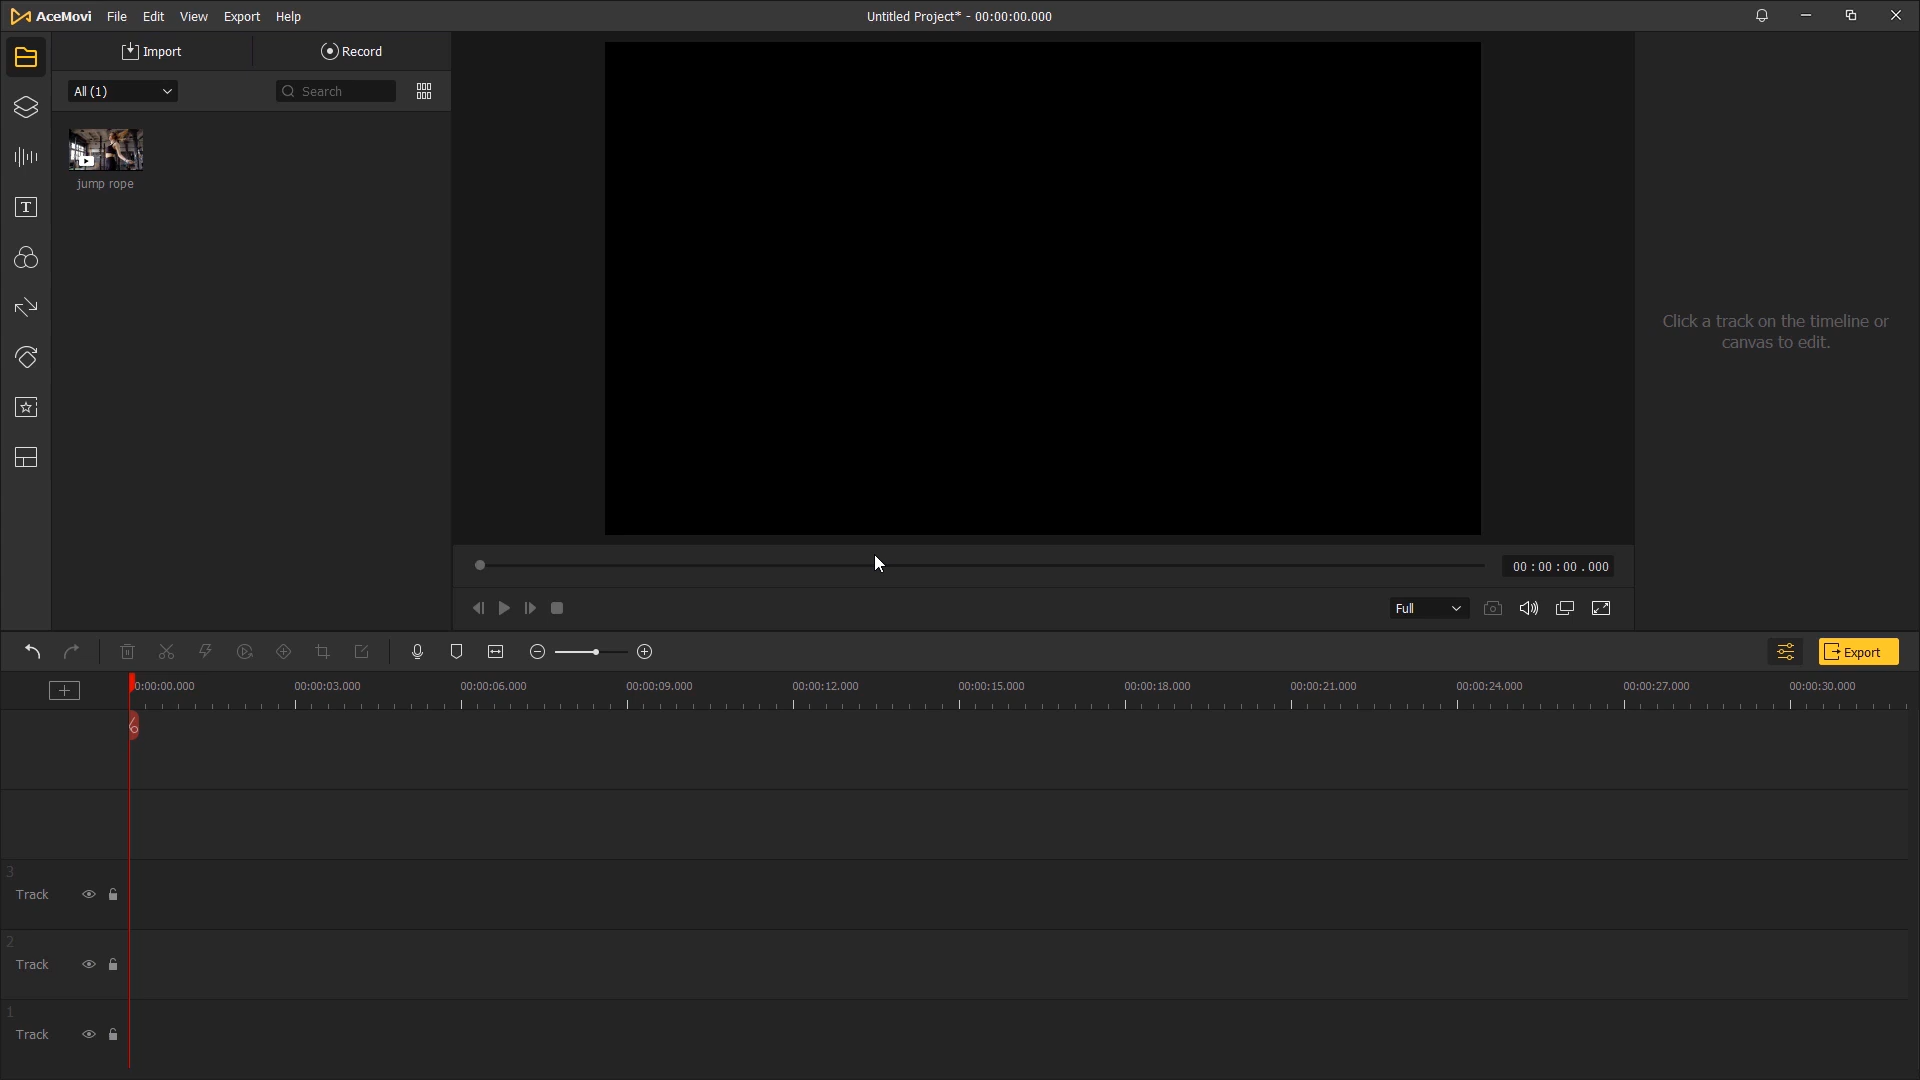 AceMovi File Edit View Export Help Untitled Project* - 00:00:00.000
Import Record
All (1) Search
jump rope
T
Click a track on the timeline or
canvas to edit.
00 : 00 : 00 . 000
Full
Export
0:00:00.000 00:00:03.000 00:00:06.000 00:00:09.000 00:00:12.000 00:00:15.000 00:00:18.000 00:00:21.000 00:00:24.000 00:00:27.000 00:00:30.000
3
Track
2
Track
1
Track